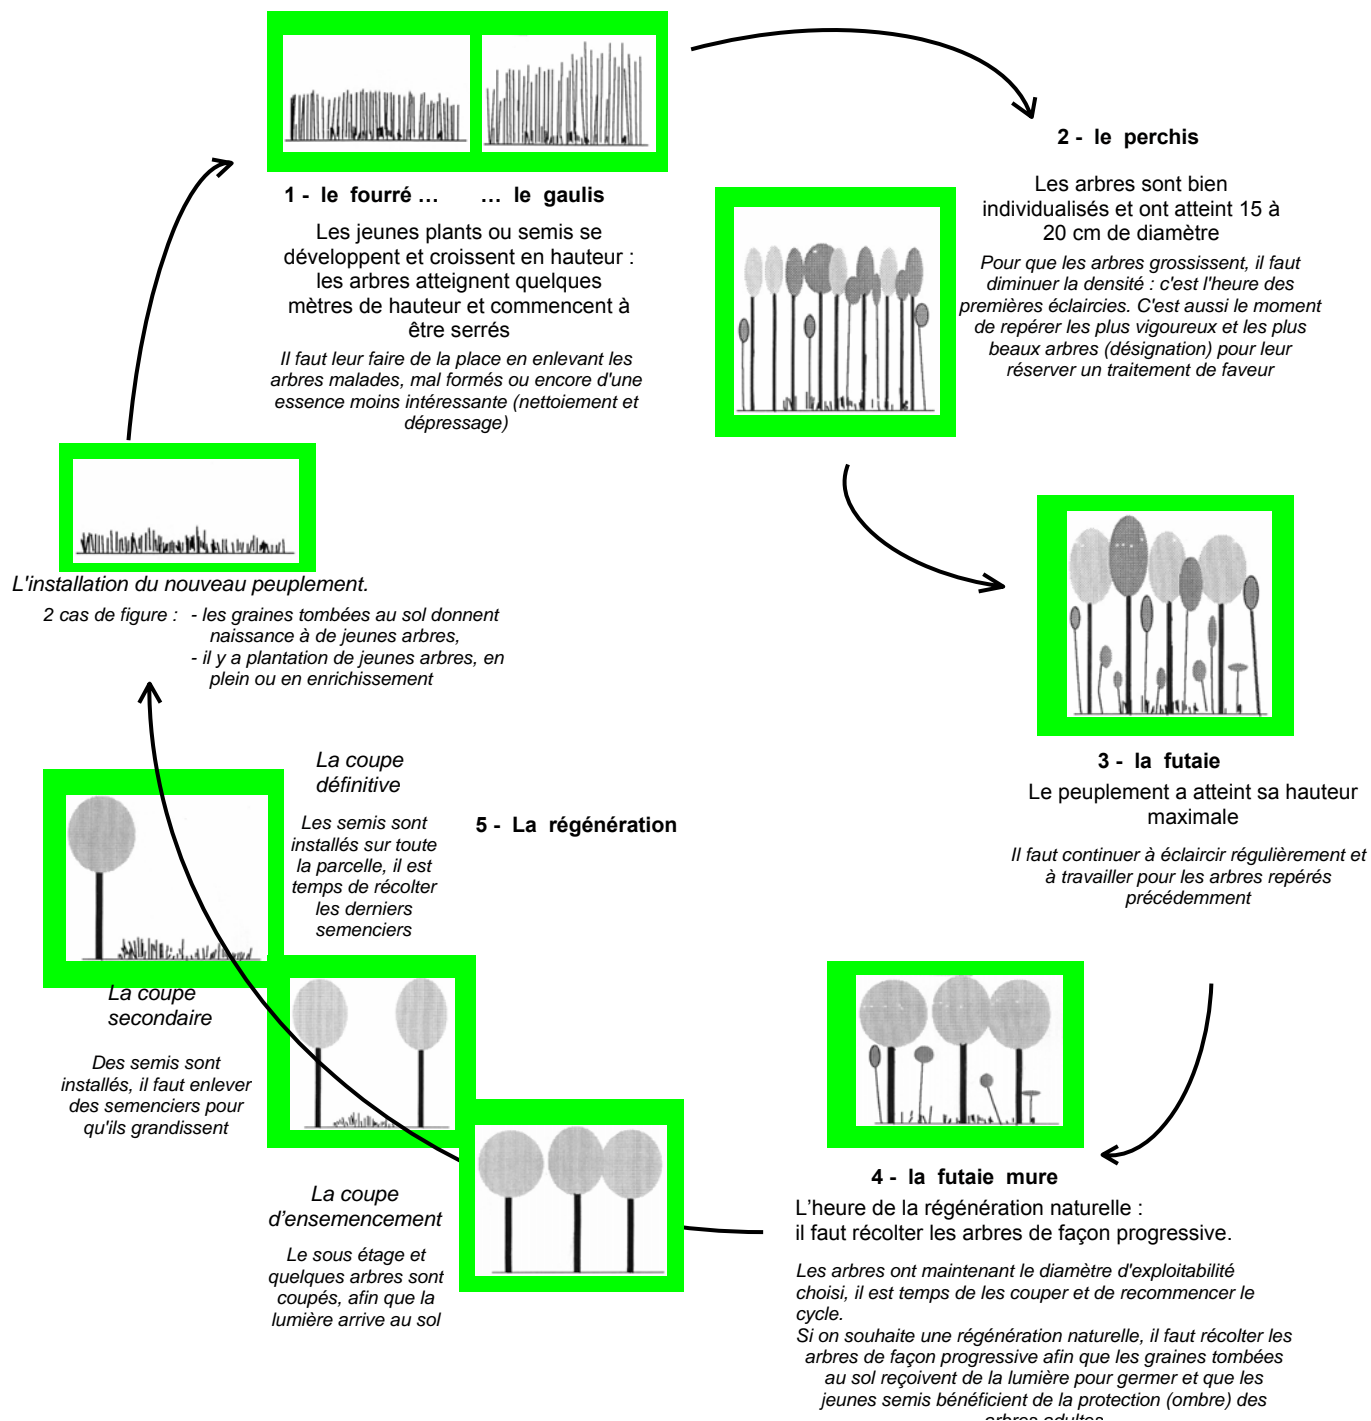 1 - le fourré … … le gaulis
Les jeunes plants ou semis se
développent et croissent en hauteur :
les arbres atteignent quelques
mètres de hauteur et commencent à
être serrés
Il faut leur faire de la place en enlevant les
arbres malades, mal formés ou encore d'une
essence moins intéressante (nettoiement et
dépressage)
2 - le perchis
Les arbres sont bien
individualisés et ont atteint 15 à
20 cm de diamètre
Pour que les arbres grossissent, il faut
diminuer la densité : c'est l'heure des
premières éclaircies. C'est aussi le moment
de repérer les plus vigoureux et les plus
beaux arbres (désignation) pour leur
réserver un traitement de faveur
3 - la futaie
Le peuplement a atteint sa hauteur
maximale
Il faut continuer à éclaircir régulièrement et
à travailler pour les arbres repérés
précédemment
4 - la futaie mure
L'heure de la régénération naturelle :
il faut récolter les arbres de façon progressive.
Les arbres ont maintenant le diamètre d'exploitabilité
choisi, il est temps de les couper et de recommencer le
cycle.
Si on souhaite une régénération naturelle, il faut récolter les
arbres de façon progressive afin que les graines tombées
au sol reçoivent de la lumière pour germer et que les
jeunes semis bénéficient de la protection (ombre) des
arbres adultes
5 - La régénération
La coupe
d'ensemencement
Le sous étage et
quelques arbres sont
coupés, afin que la
lumière arrive au sol
La coupe
secondaire
Des semis sont
installés, il faut enlever
des semenciers pour
qu'ils grandissent
La coupe
définitive
Les semis sont
installés sur toute
la parcelle, il est
temps de récolter
les derniers
semenciers
L'installation du nouveau peuplement.
2 cas de figure : - les graines tombées au sol donnent
naissance à de jeunes arbres,
- il y a plantation de jeunes arbres, en
plein ou en enrichissement